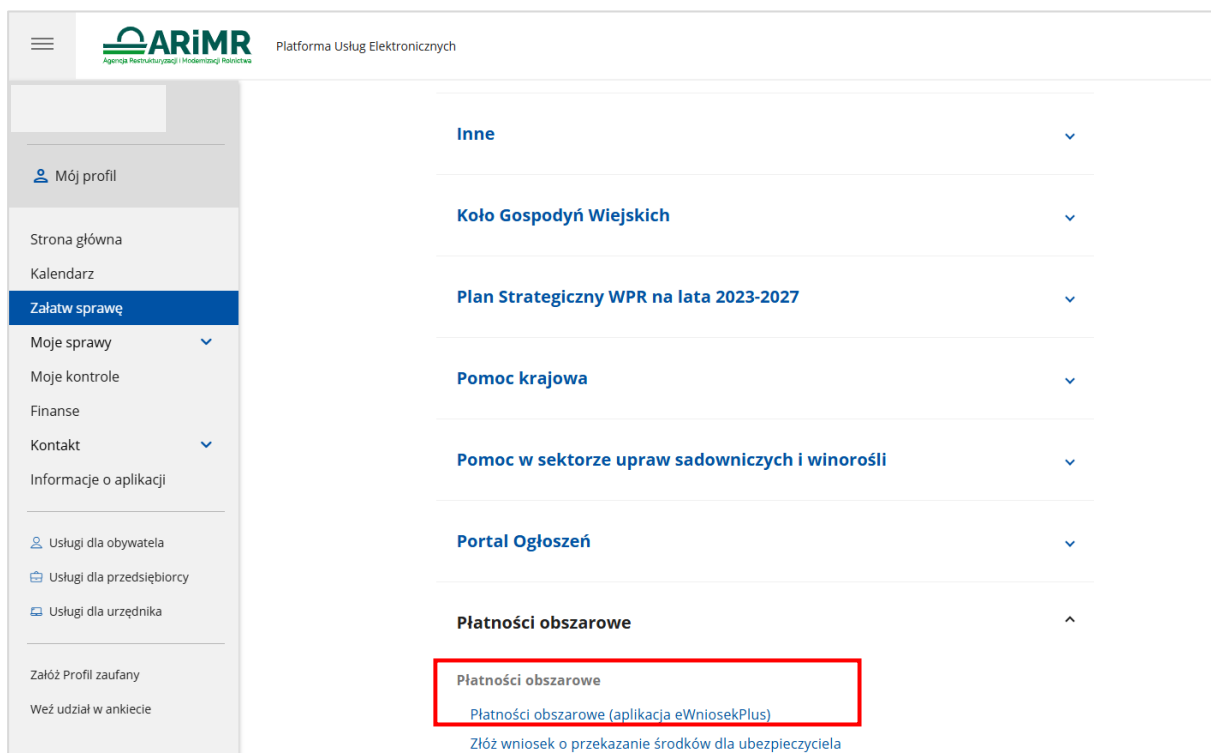 ARiMR
Agencja Restrukturyzacji i Modernizacji Rolnictwa
Platforma Usług Elektronicznych
Mój profil
Strona główna
Kalendarz
Załatw sprawę
Moje sprawy
Moje kontrole
Finanse
Kontakt
Informacje o aplikacji
Usługi dla obywatela
Usługi dla przedsiębiorcy
Usługi dla urzędnika
Załóż Profil zaufany
Weź udział w ankiecie
Inne
Koło Gospodyń Wiejskich
Plan Strategiczny WPR na lata 2023-2027
Pomoc krajowa
Pomoc w sektorze upraw sadowniczych i winorośli
Portal Ogłoszeń
Płatności obszarowe
Płatności obszarowe
Płatności obszarowe (aplikacja eWniosekPlus)
Złóż wniosek o przekazanie środków dla ubezpieczyciela